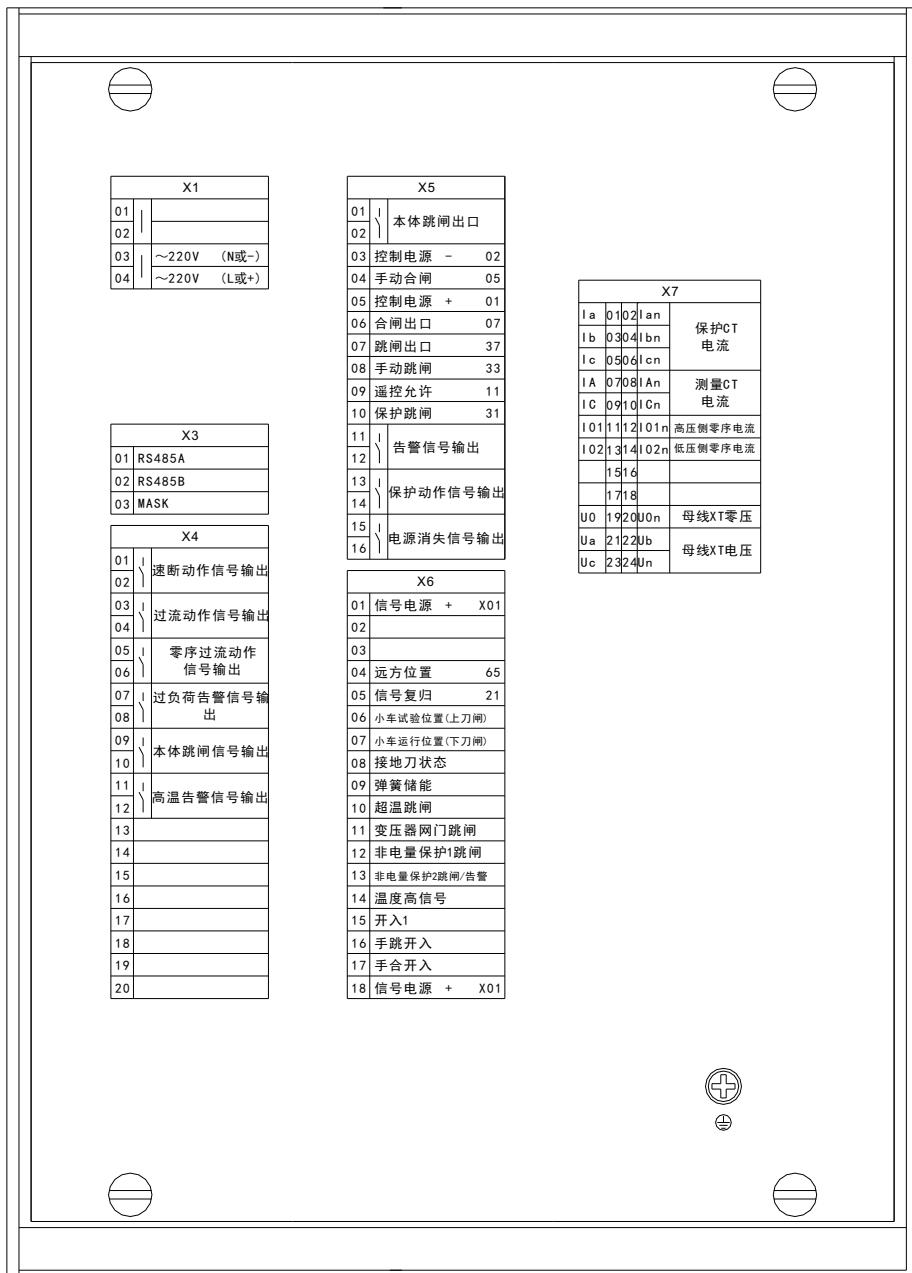 X1
01
02
03 ～220V （N或-）
04 ～220V （L或+）
X3
01 RS485A
02 RS485B
03 MASK
X4
01
02
速断动作信号输出
03
04
过流动作信号输出
05
06
零序过流动作
信号输出
07
08
过负荷告警信号输
出
09
10
本体跳闸信号输出
11
12
高温告警信号输出
13
14
15
16
17
18
19
20
X5
01
02
本体跳闸出口
03 控制电源 - 02
04 手动合闸 05
05 控制电源 + 01
06 合闸出口 07
07 跳闸出口 37
08 手动跳闸 33
09 遥控允许 11
10 保护跳闸 31
11
12
告警信号输出
13
14
保护动作信号输出
15
16
电源消失信号输出
X6
01 信号电源 + X01
02
03
04 远方位置 65
05 信号复归 21
06 小车试验位置(上刀闸)
07 小车运行位置(下刀闸)
08 接地刀状态
09 弹簧储能
10 超温跳闸
11 变压器网门跳闸
12 非电量保护1跳闸
13 非电量保护2跳闸/告警
14 温度高信号
15 开入1
16 手跳开入
17 手合开入
18 信号电源 + X01
X7
Ia 01 02 Ian
Ib 03 04 Ibn
Ic 05 06 Icn
保护CT
电流
IA 07 08 IAn
IC 09 10 ICn
测量CT
电流
I01 11 12 I01n 高压侧零序电流
I02 13 14 I02n 低压侧零序电流
15 16
17 18
U0 19 20 U0n 母线XT零压
Ua 21 22 Ub
Uc 23 24 Un
母线XT电压